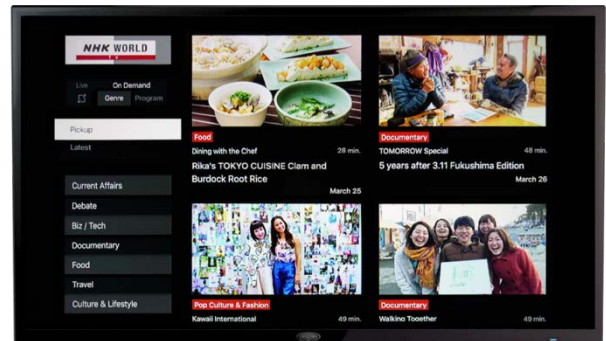 NHK WORLD
TV
Live On Demand
Genre Program
Pickup
Latest
Current Affairs
Debate
Biz / Tech
Documentary
Food
Travel
Culture & Lifestyle
Food
Dining with the Chef 28 min.
Rika's TOKYO CUISINE Clam and
Burdock Root Rice
March 25
Documentary
TOMORROW Special 48 min.
5 years after 3.11 Fukushima Edition
March 26
Pop Culture & Fashion
Kawaii International 49 min.
Documentary
Walking Together 49 min.